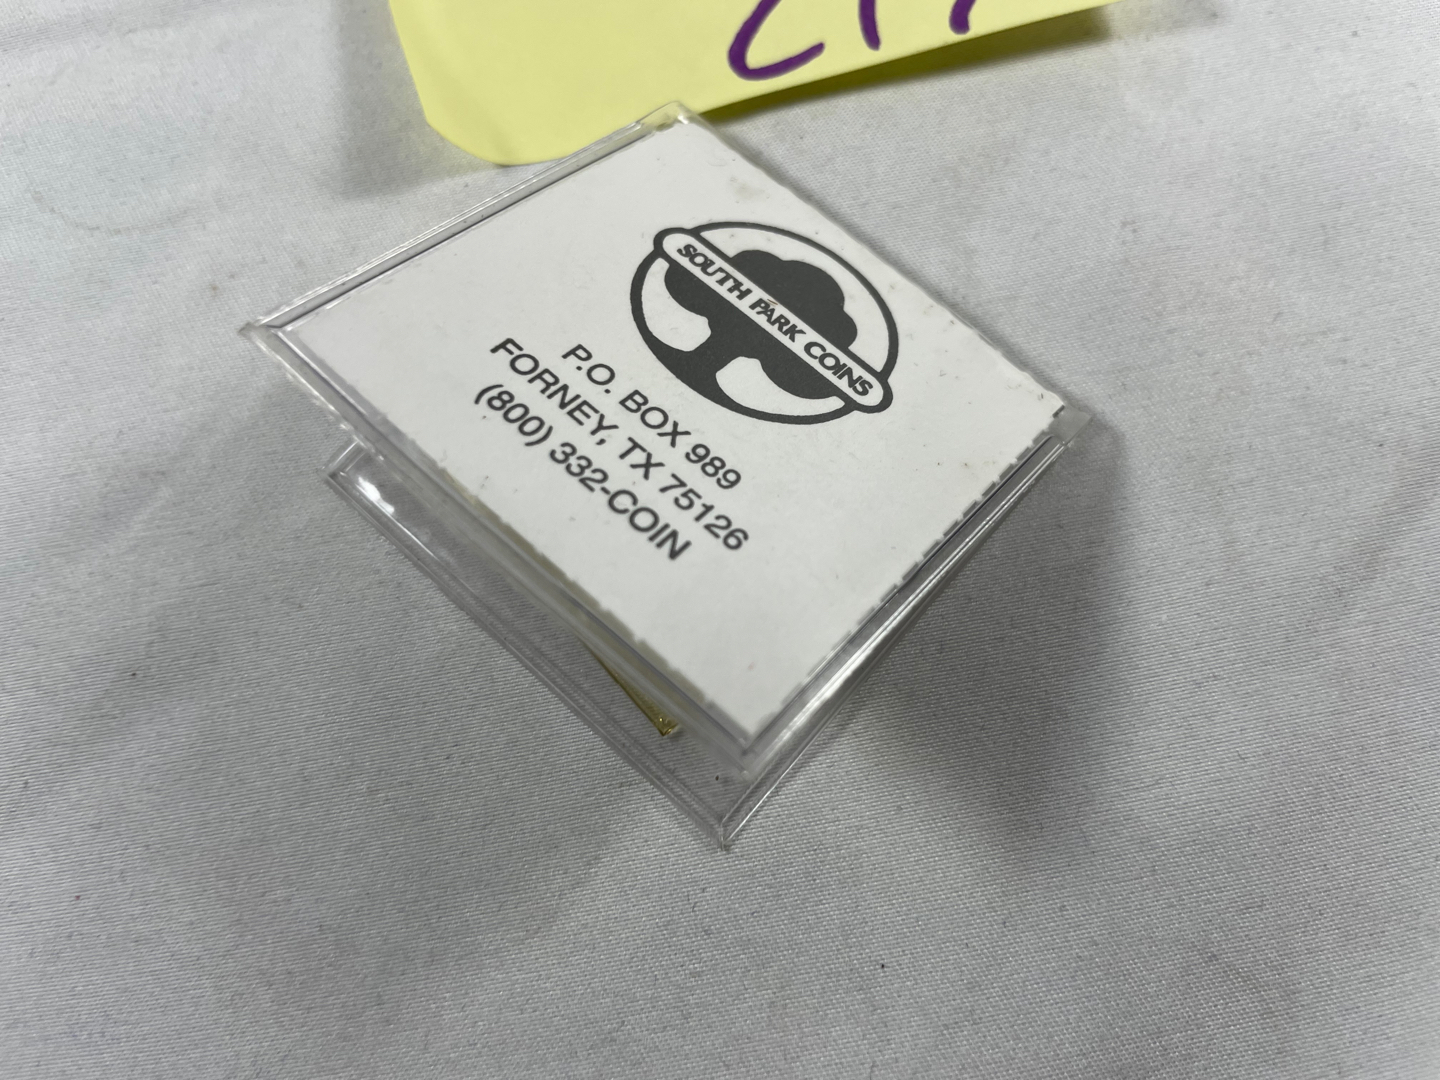 SOUTH PARK COINS
P.O. BOX 989
FORNEY, TX 75126
(800) 332-COIN